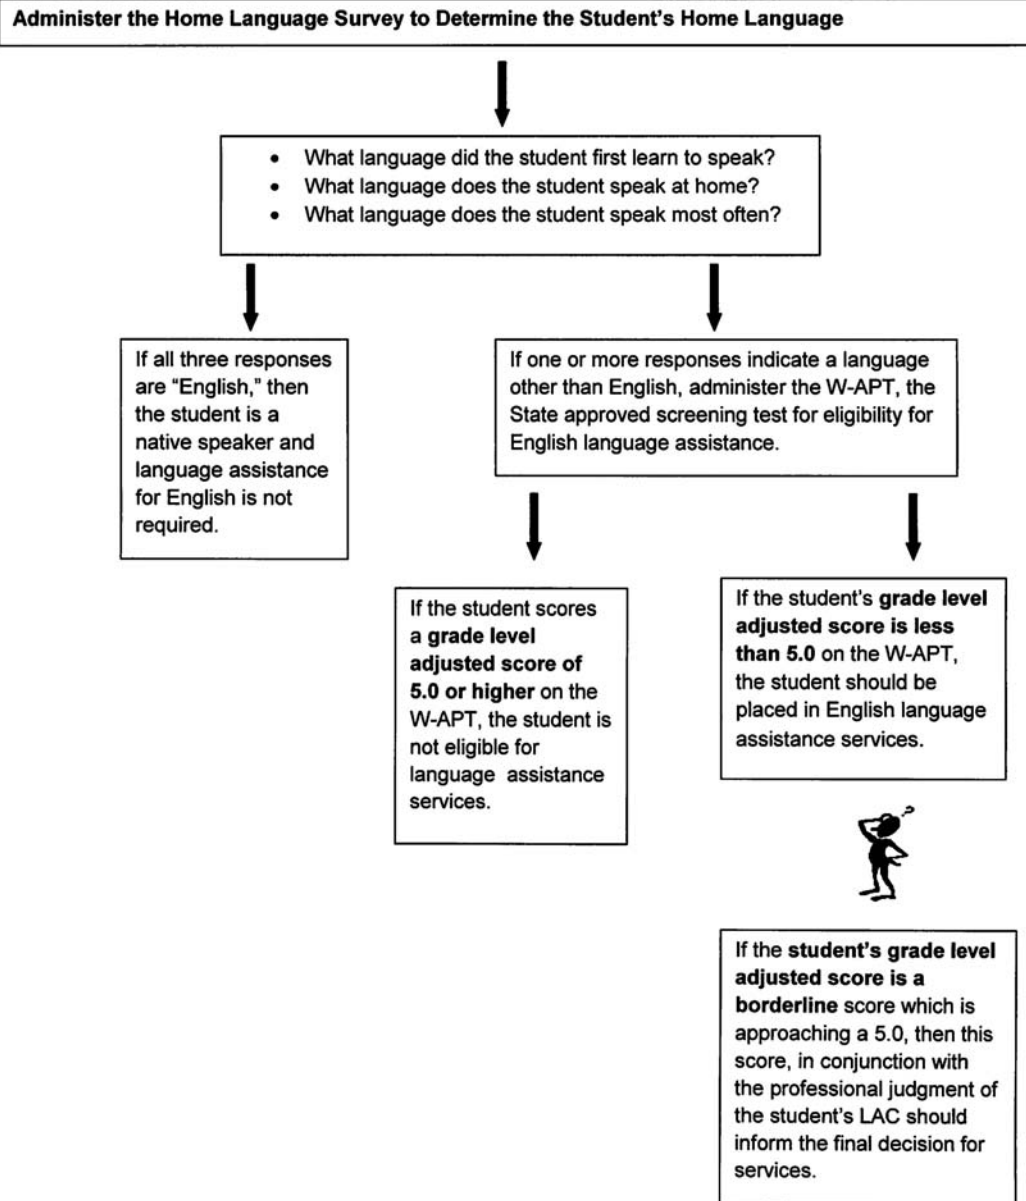 Administer the Home Language Survey to Determine the Student's Home Language
• What language did the student first learn to speak?
• What language does the student speak at home?
• What language does the student speak most often?
If all three responses
are "English," then
the student is a
native speaker and
language assistance
for English is not
required.
If one or more responses indicate a language
other than English, administer the W-APT, the
State approved screening test for eligibility for
English language assistance.
If the student scores
a grade level
adjusted score of
5.0 or higher on the
W-APT, the student is
not eligible for
language assistance
services.
If the student's grade level
adjusted score is less
than 5.0 on the W-APT,
the student should be
placed in English language
assistance services.
?
If the student's grade level
adjusted score is a
borderline score which is
approaching a 5.0, then this
score, in conjunction with
the professional judgment of
the student's LAC should
inform the final decision for
services.